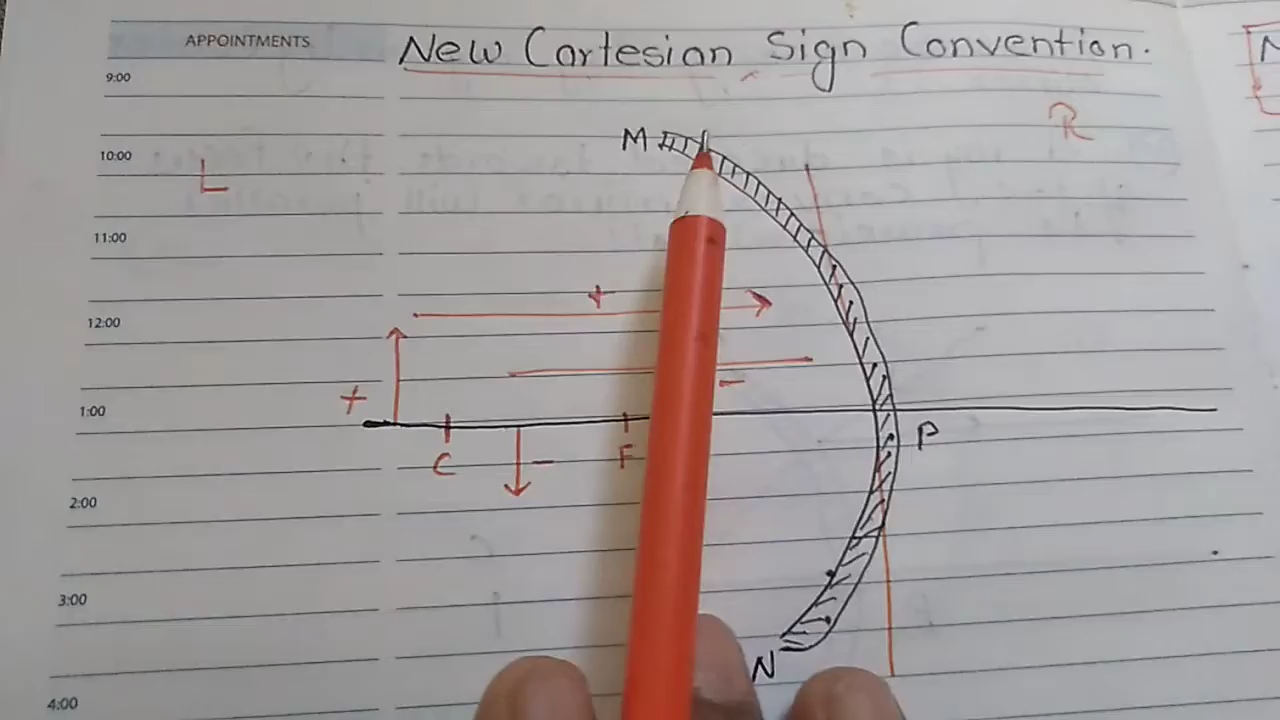 APPOINTMENTS
New Cartesian Sign Convention.
9:00
R
M
10:00
L
11:00
+
12:00
-
+
1:00
P
C
-
F
2:00
3:00
N
4:00